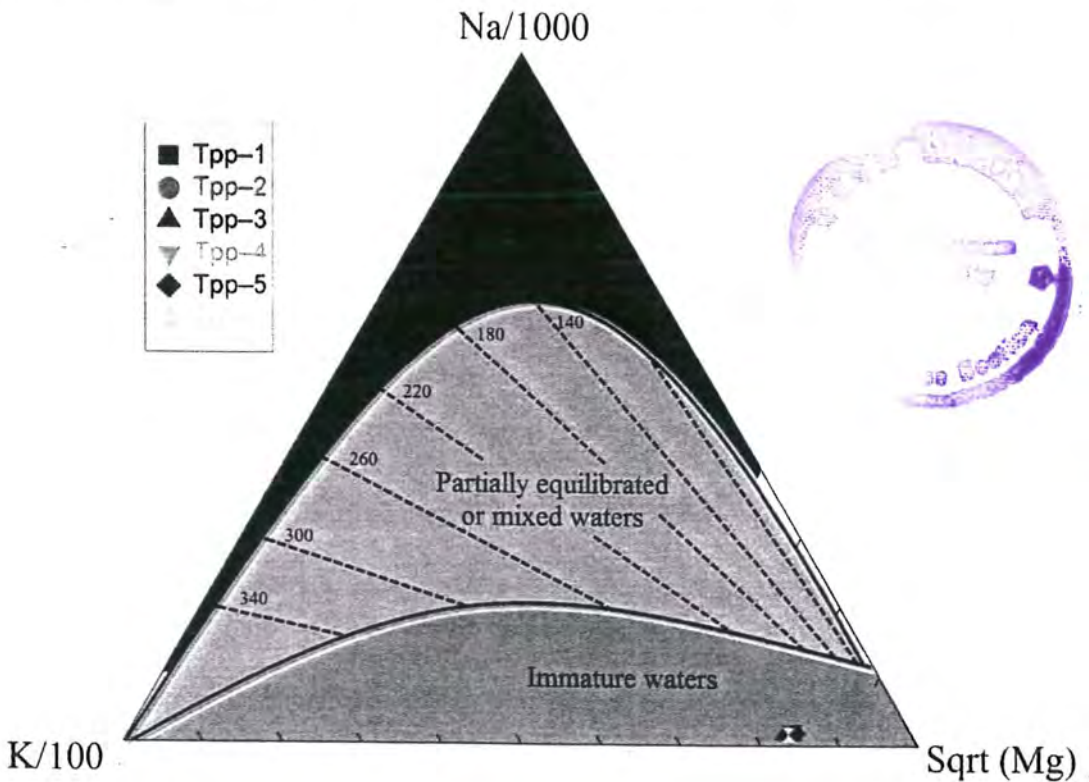 Na/1000
Tpp–1
Tpp–2
Tpp–3
Tpp–4
Tpp–5
140
180
220
260
Partially equilibrated
or mixed waters
300
340
Immature waters
K/100
Sqrt (Mg)